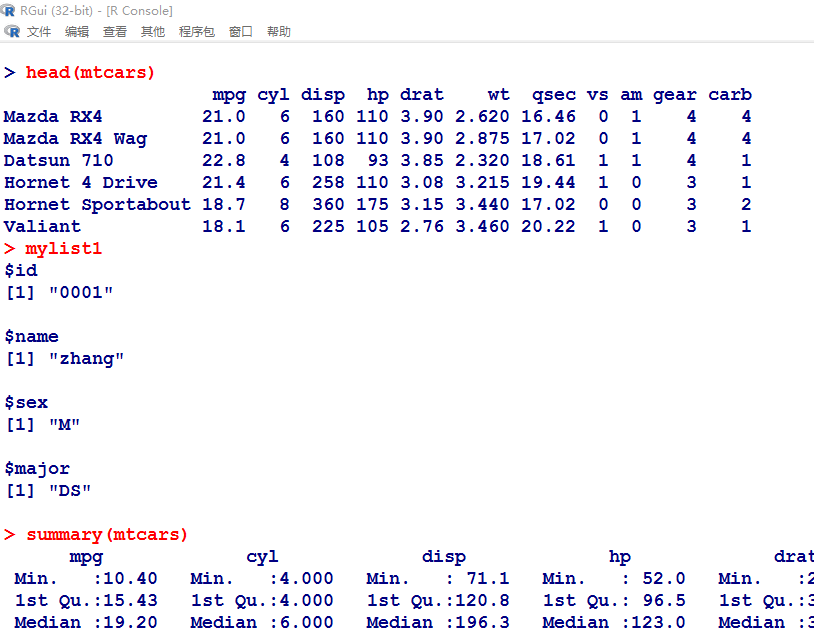 RGui (32-bit) - [R Console]
文件 编辑 查看 其他 程序包 窗口 帮助
> head(mtcars)
                   mpg cyl disp  hp drat    wt  qsec vs am gear carb
Mazda RX4         21.0   6  160 110 3.90 2.620 16.46  0  1    4    4
Mazda RX4 Wag     21.0   6  160 110 3.90 2.875 17.02  0  1    4    4
Datsun 710        22.8   4  108  93 3.85 2.320 18.61  1  1    4    1
Hornet 4 Drive    21.4   6  258 110 3.08 3.215 19.44  1  0    3    1
Hornet Sportabout 18.7   8  360 175 3.15 3.440 17.02  0  0    3    2
Valiant           18.1   6  225 105 2.76 3.460 20.22  1  0    3    1
> mylist1
$id
[1] "0001"
$name
[1] "zhang"
$sex
[1] "M"
$major
[1] "DS"
> summary(mtcars)
      mpg             cyl             disp             hp             drat
 Min.   :10.40   Min.   :4.000   Min.   : 71.1   Min.   : 52.0   Min.   :2
 1st Qu.:15.43   1st Qu.:4.000   1st Qu.:120.8   1st Qu.: 96.5   1st Qu.:3
 Median :19.20   Median :6.000   Median :196.3   Median :123.0   Median :3